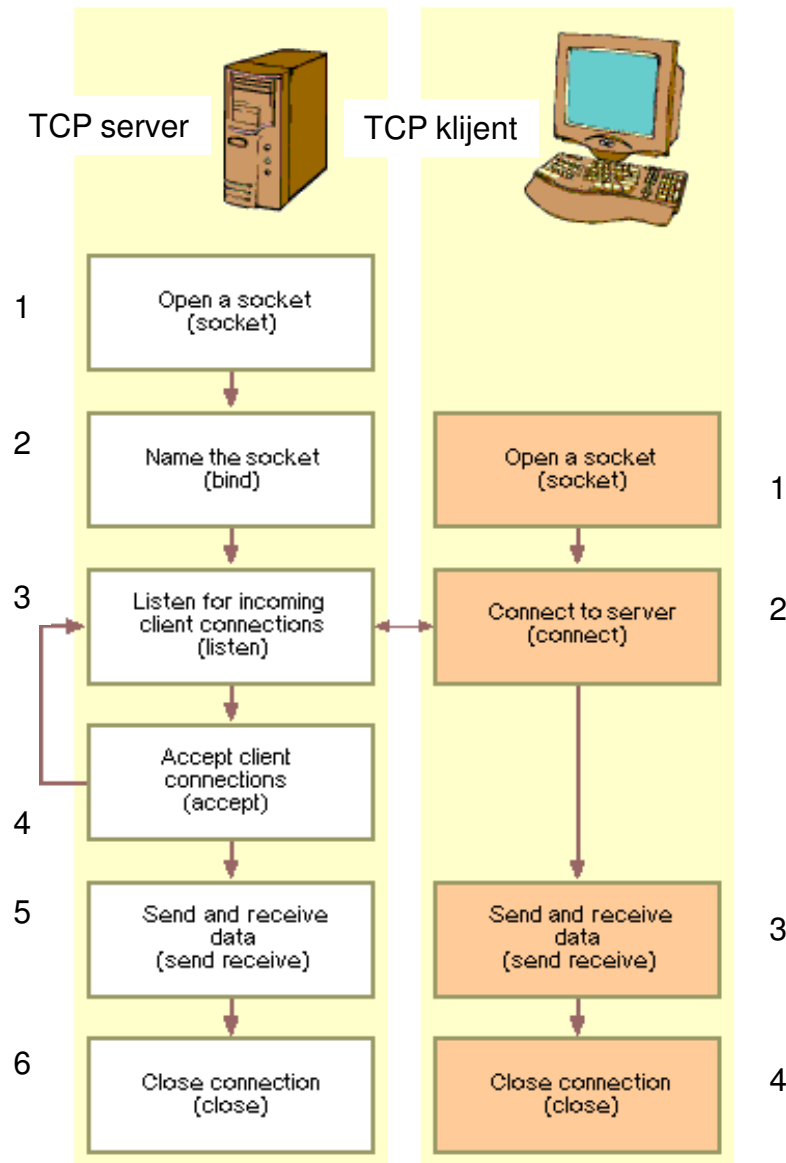 TCP server
TCP klijent
1
Open a socket
(socket)
2
Name the socket
(bind)
3
Listen for incoming
client connections
(listen)
Accept client
connections
(accept)
4
5
Send and receive
data
(send receive)
6
Close connection
(close)
Open a socket
(socket)
1
Connect to server
(connect)
2
Send and receive
data
(send receive)
3
Close connection
(close)
4